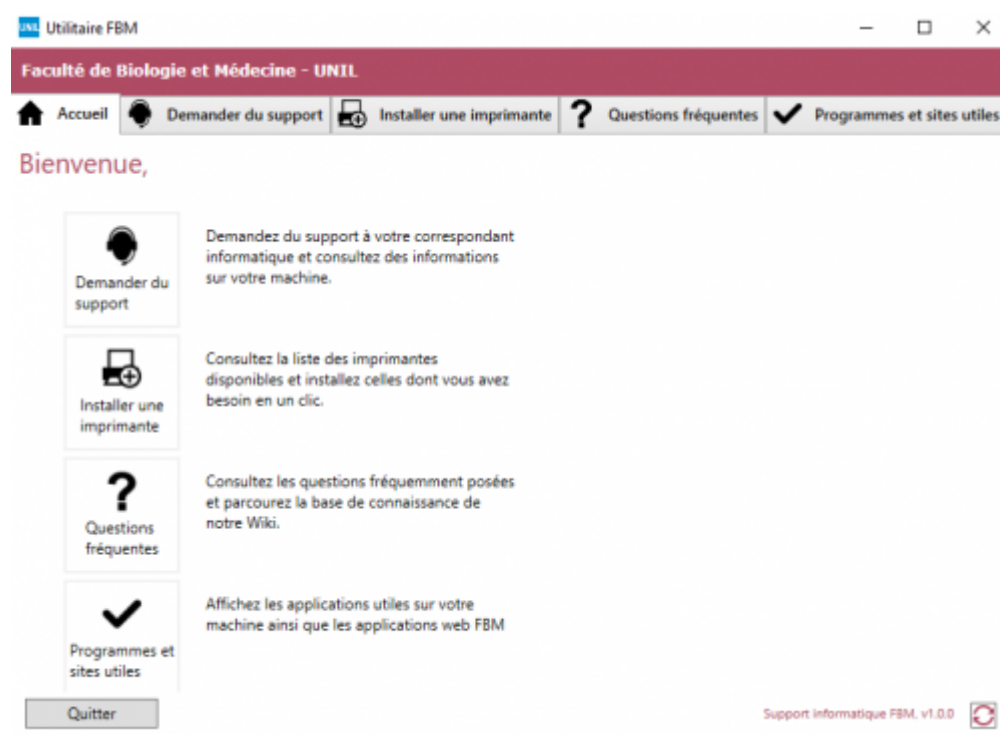 UNIL Utilitaire FBM
Faculté de Biologie et Médecine - UNIL
Accueil Demander du support Installer une imprimante Questions fréquentes Programmes et sites utiles
Bienvenue,
Demander du
support
Demandez du support à votre correspondant
informatique et consultez des informations
sur votre machine.
Installer une
imprimante
Consultez la liste des imprimantes
disponibles et installez celles dont vous avez
besoin en un clic.
Questions
fréquentes
Consultez les questions fréquemment posées
et parcourez la base de connaissance de
notre Wiki.
Programmes et
sites utiles
Affichez les applications utiles sur votre
machine ainsi que les applications web FBM
Quitter
Support informatique FBM, v1.0.0